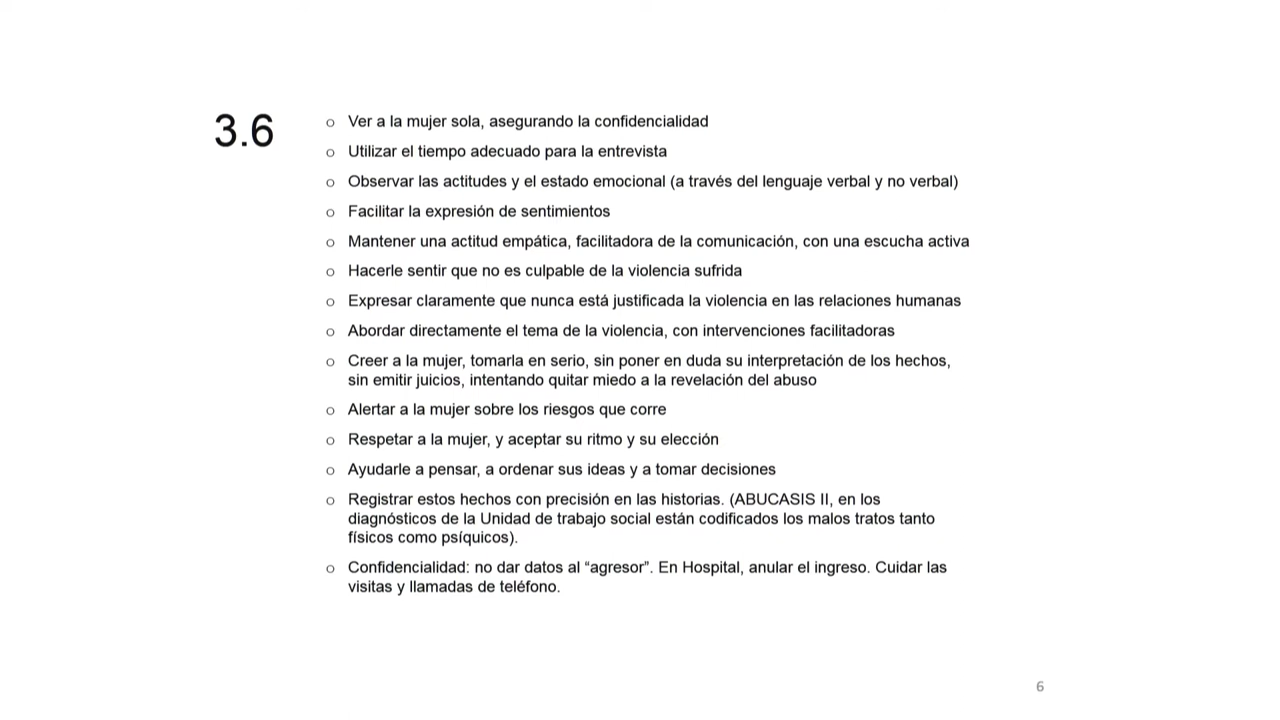 3.6
o Ver a la mujer sola, asegurando la confidencialidad
o Utilizar el tiempo adecuado para la entrevista
o Observar las actitudes y el estado emocional (a través del lenguaje verbal y no verbal)
o Facilitar la expresión de sentimientos
o Mantener una actitud empática, facilitadora de la comunicación, con una escucha activa
o Hacerle sentir que no es culpable de la violencia sufrida
o Expresar claramente que nunca está justificada la violencia en las relaciones humanas
o Abordar directamente el tema de la violencia, con intervenciones facilitadoras
o Creer a la mujer, tomarla en serio, sin poner en duda su interpretación de los hechos,
sin emitir juicios, intentando quitar miedo a la revelación del abuso
o Alertar a la mujer sobre los riesgos que corre
o Respetar a la mujer, y aceptar su ritmo y su elección
o Ayudarle a pensar, a ordenar sus ideas y a tomar decisiones
o Registrar estos hechos con precisión en las historias. (ABUCASIS II, en los
diagnósticos de la Unidad de trabajo social están codificados los malos tratos tanto
físicos como psíquicos).
o Confidencialidad: no dar datos al “agresor”. En Hospital, anular el ingreso. Cuidar las
visitas y llamadas de teléfono.
6